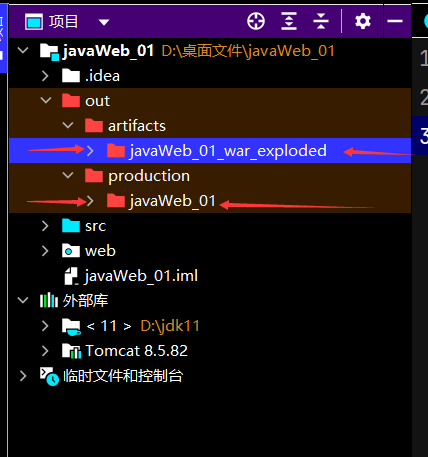 项目
javaWeb_01 D:\桌面文件\javaWeb_01
.idea
out
artifacts
javaWeb_01_war_exploded
production
javaWeb_01
src
web
javaWeb_01.iml
外部库
< 11 > D:\jdk11
Tomcat 8.5.82
临时文件和控制台
1
2
3